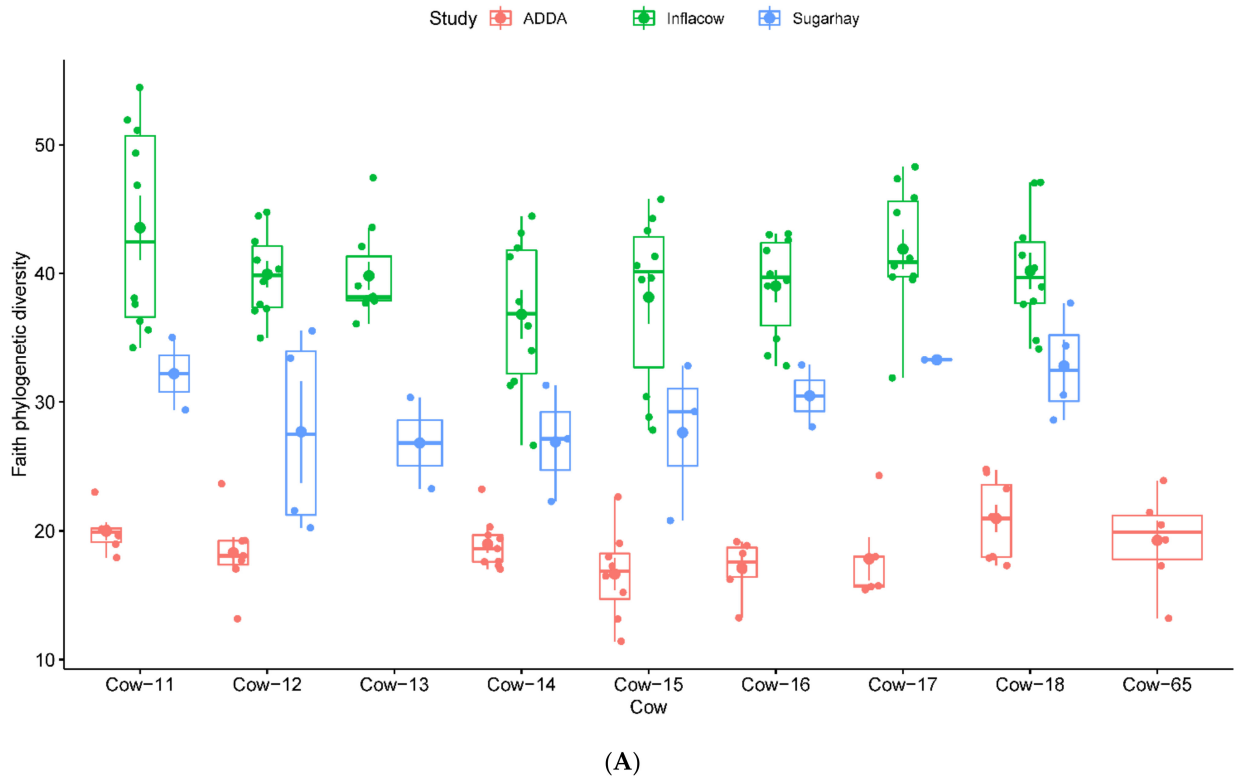 Study ADDA Inflacow Sugarhay
Faith phylogenetic diversity
50
40
30
20
10
Cow−11 Cow−12 Cow−13 Cow−14 Cow−15 Cow−16 Cow−17 Cow−18 Cow−65
Cow
(A)